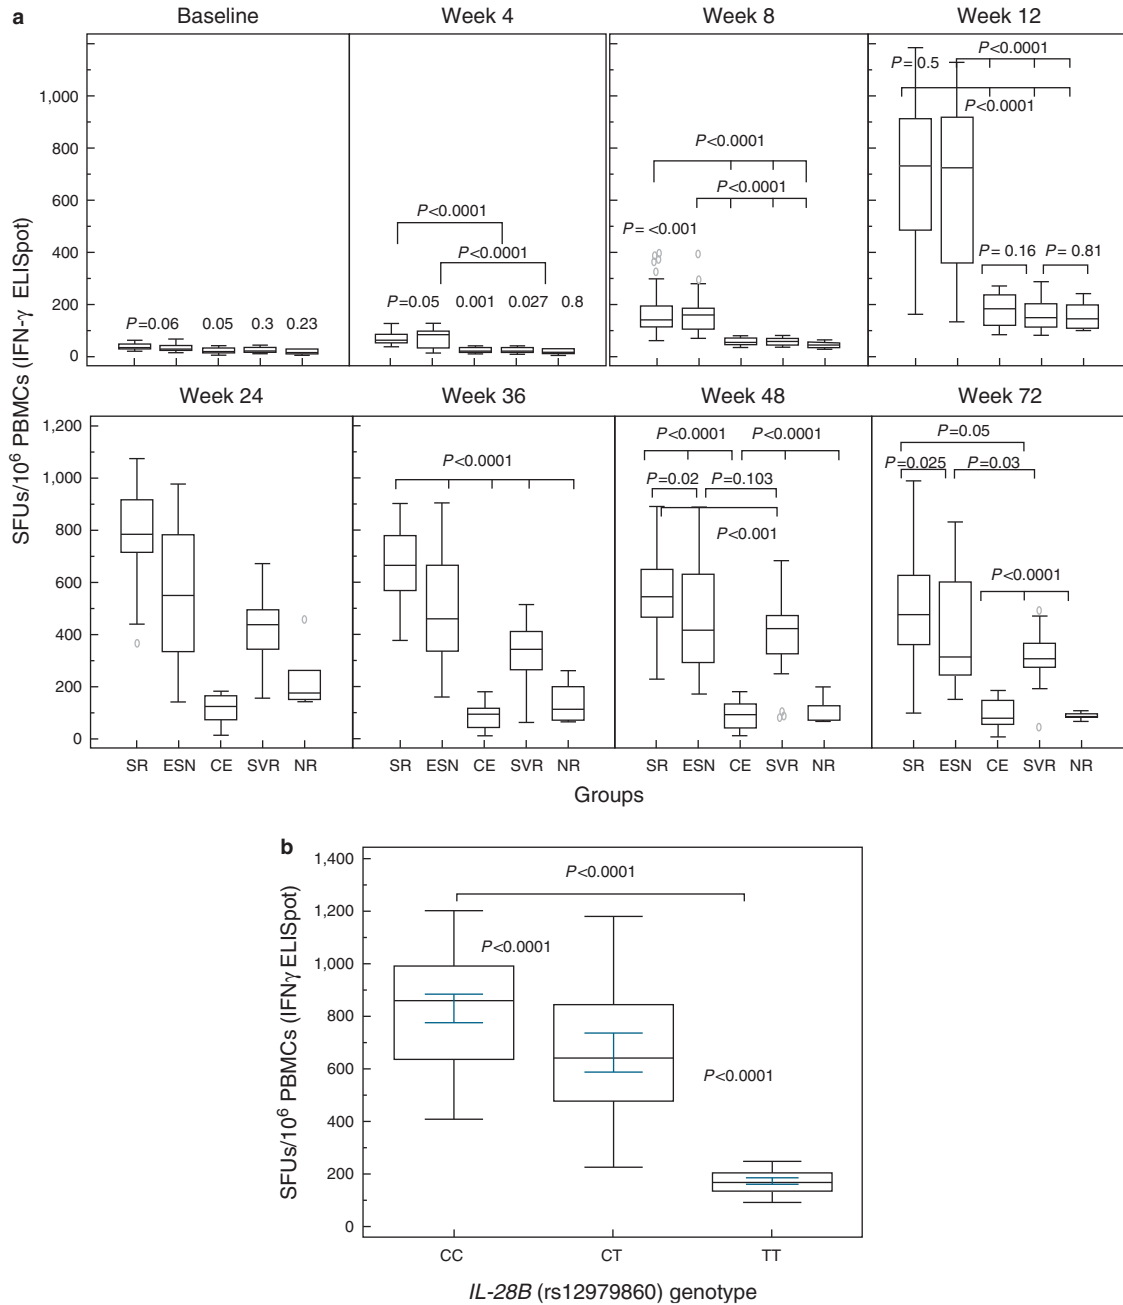 a
Baseline
Week 4
Week 8
Week 12
SFUs/10⁶ PBMCs (IFN-γ ELISpot)
1,000
800
600
400
200
0
P=0.06
0.05
0.3
0.23
P<0.0001
P<0.0001
P=0.05
0.001
0.027
0.8
P<0.0001
P<0.0001
P= <0.001
P<0.0001
P= 0.5
P<0.0001
P= 0.16
P= 0.81
Week 24
Week 36
Week 48
Week 72
1,200
1,000
800
600
400
200
0
P<0.0001
P<0.0001
P<0.0001
P=0.02
P=0.103
P<0.001
P=0.05
P=0.025
P=0.03
P<0.0001
SR ESN CE SVR NR
SR ESN CE SVR NR
SR ESN CE SVR NR
SR ESN CE SVR NR
Groups
b
SFUs/10⁶ PBMCs (IFNγ ELISpot)
1,400
1,200
1,000
800
600
400
200
0
P<0.0001
P<0.0001
P<0.0001
CC
CT
TT
IL-28B (rs12979860) genotype